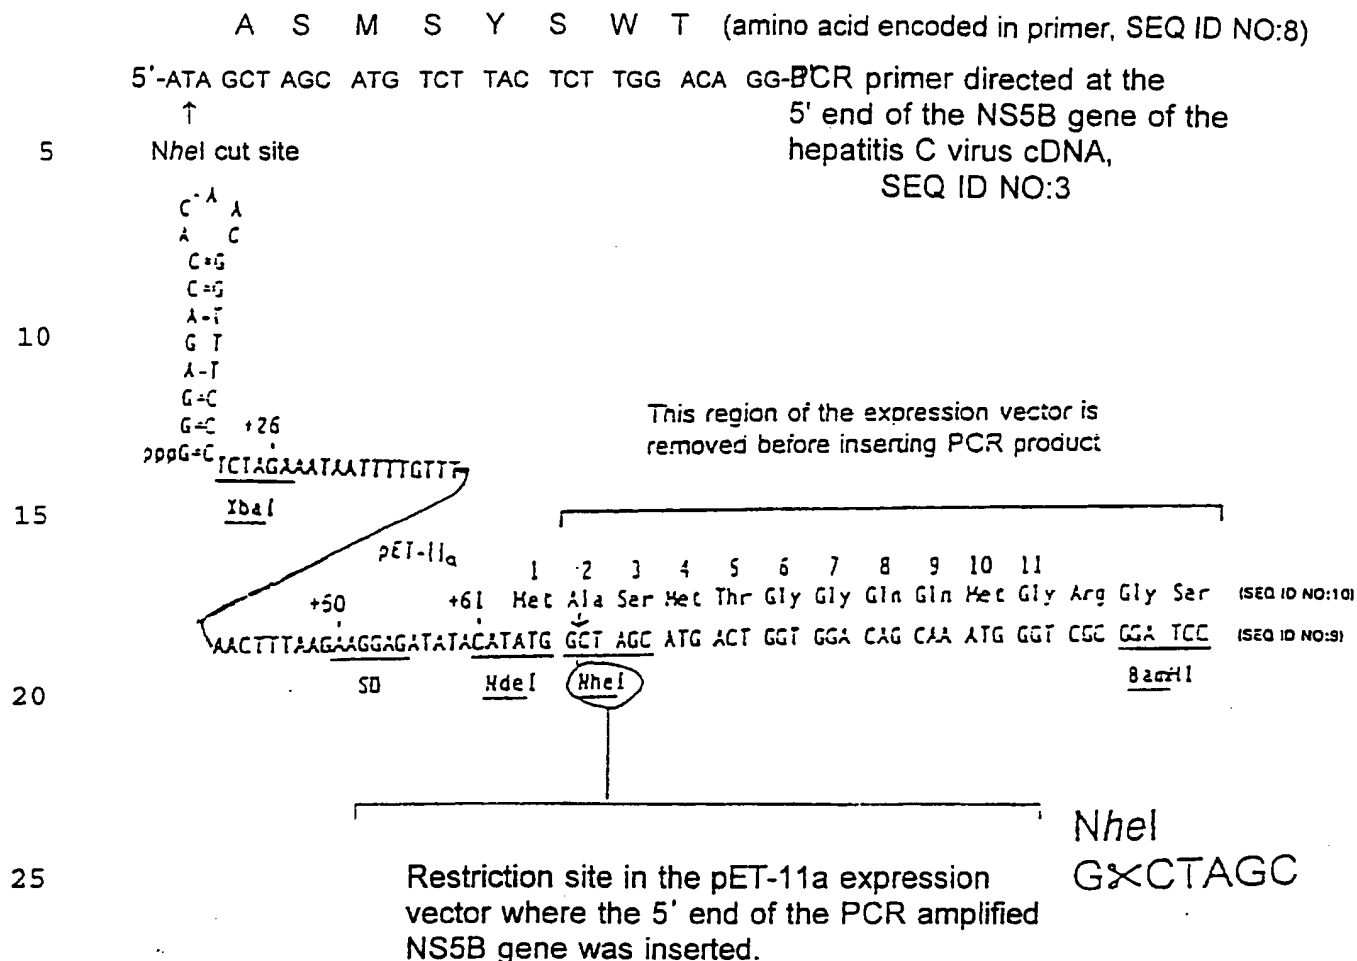 A S M S Y S W T (amino acid encoded in primer, SEQ ID NO:8)
5'-ATA GCT AGC ATG TCT TAC TCT TGG ACA GG-3' PCR primer directed at the
↑ 5' end of the NS5B gene of the
5 NheI cut site hepatitis C virus cDNA,
SEQ ID NO:3
C-A A
A C
C=G
C=G
A-T
10
G T
A-T
G=C
This region of the expression vector is
G=C +26
removed before inserting PCR product
pppG=C TCTAGAAATAATTTTGTTT
XbaI
15
pET-11a
1 2 3 4 5 6 7 8 9 10 11
+50 +61 Met Ala Ser Met Thr Gly Gly Gln Gln Met Gly Arg Gly Ser (SEQ ID NO:10)
AACTTTAAGAAGGAGATATACATATG GCT AGC ATG ACT GGT GGA CAG CAA ATG GGT CGC GGA TCC (SEQ ID NO:9)
SD NdeI NheI BamHI
20
NheI
25
G✂CTAGC
Restriction site in the pET-11a expression
vector where the 5' end of the PCR amplified
NS5B gene was inserted.